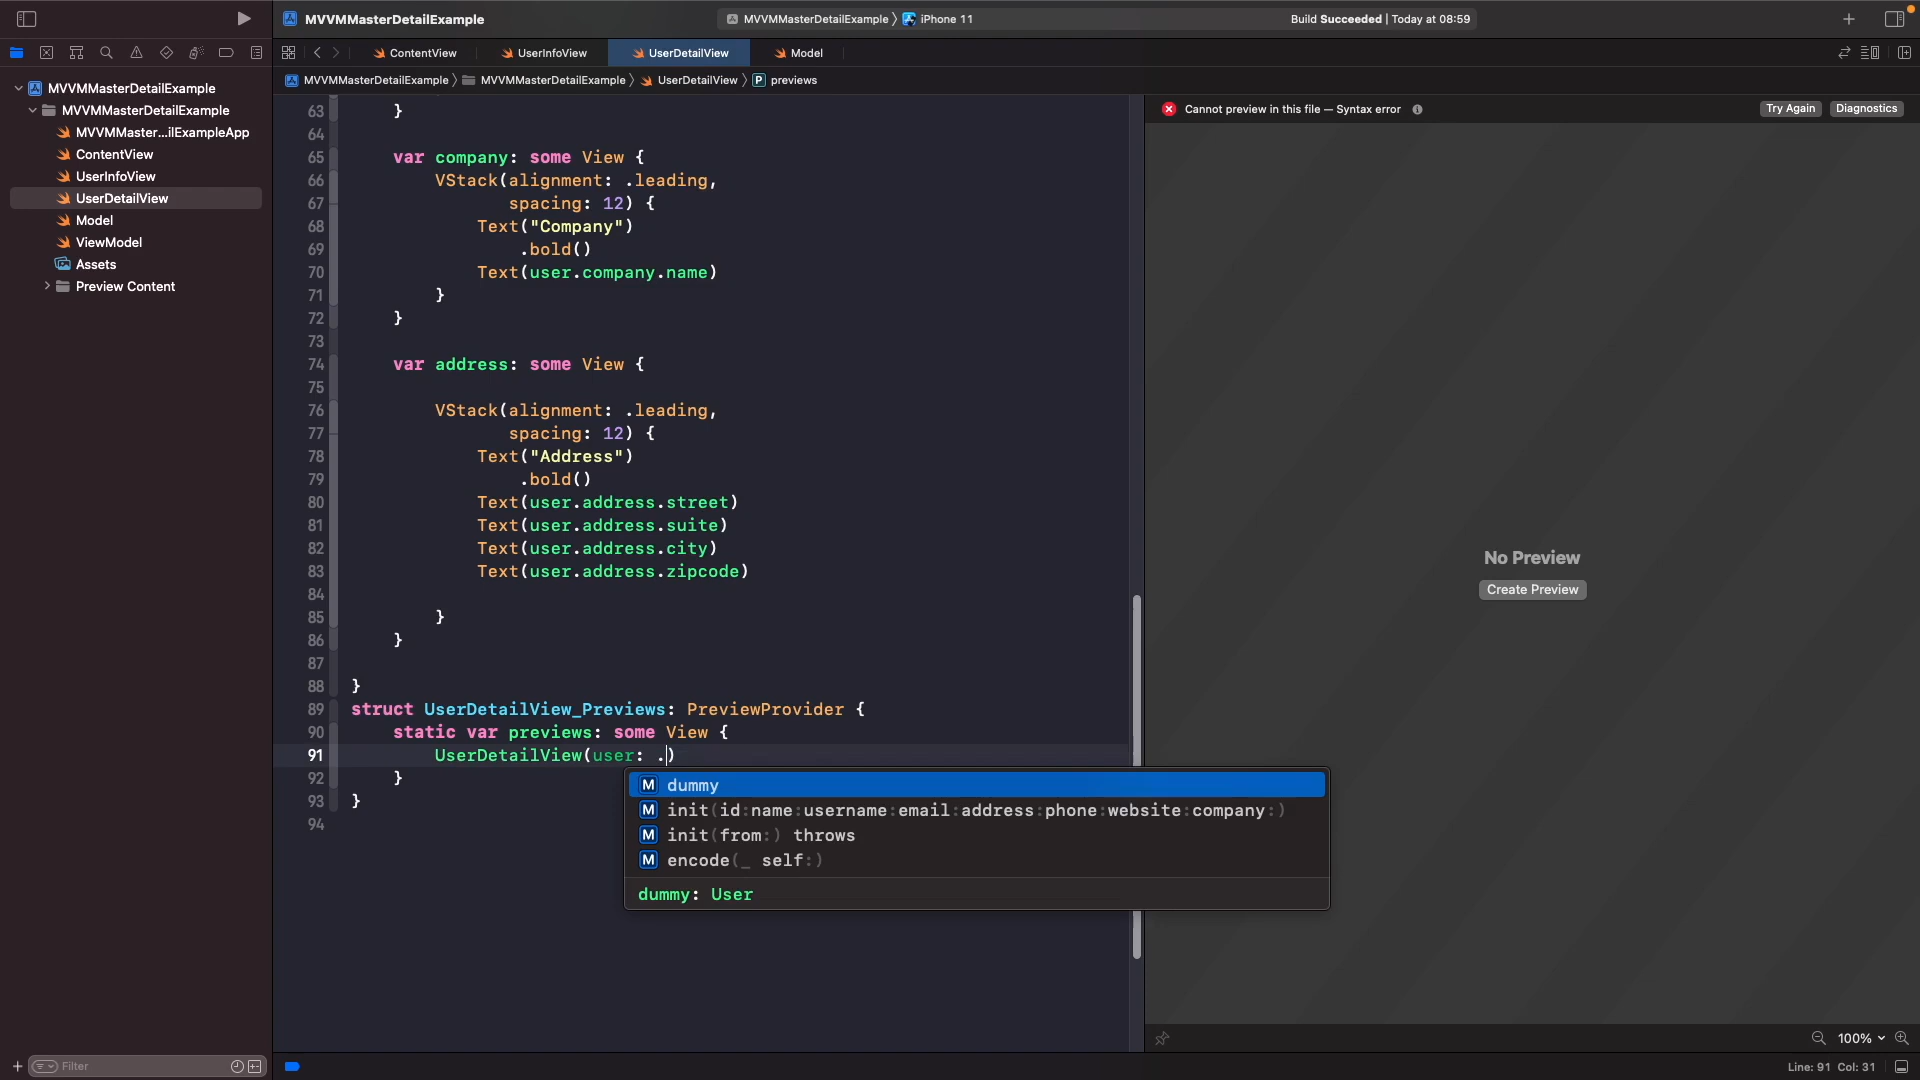 MVVMMasterDetailExample
MVVMMasterDetailExample
iPhone 11
Build Succeeded | Today at 08:59
ContentView
UserInfoView
UserDetailView
Model
MVVMMasterDetailExample
MVVMMasterDetailExample
UserDetailView
P previews
MVVMMasterDetailExample
MVVMMasterDetailExample
MVVMMaster...ilExampleApp
ContentView
UserInfoView
UserDetailView
Model
ViewModel
Assets
Preview Content
63 }
64
65 var company: some View {
66 VStack(alignment: .leading,
67 spacing: 12) {
68 Text("Company")
69 .bold()
70 Text(user.company.name)
71 }
72 }
73
74 var address: some View {
75
76 VStack(alignment: .leading,
77 spacing: 12) {
78 Text("Address")
79 .bold()
80 Text(user.address.street)
81 Text(user.address.suite)
82 Text(user.address.city)
83 Text(user.address.zipcode)
84
85 }
86 }
87
88 }
89 struct UserDetailView_Previews: PreviewProvider {
90 static var previews: some View {
91 UserDetailView(user: .)
92 }
93 }
94
M dummy
M init(id:name:username:email:address:phone:website:company:)
M init(from:) throws
M encode(_ self:)
dummy: User
Cannot preview in this file — Syntax error
Try Again
Diagnostics
No Preview
Create Preview
100%
Filter
Line: 91 Col: 31